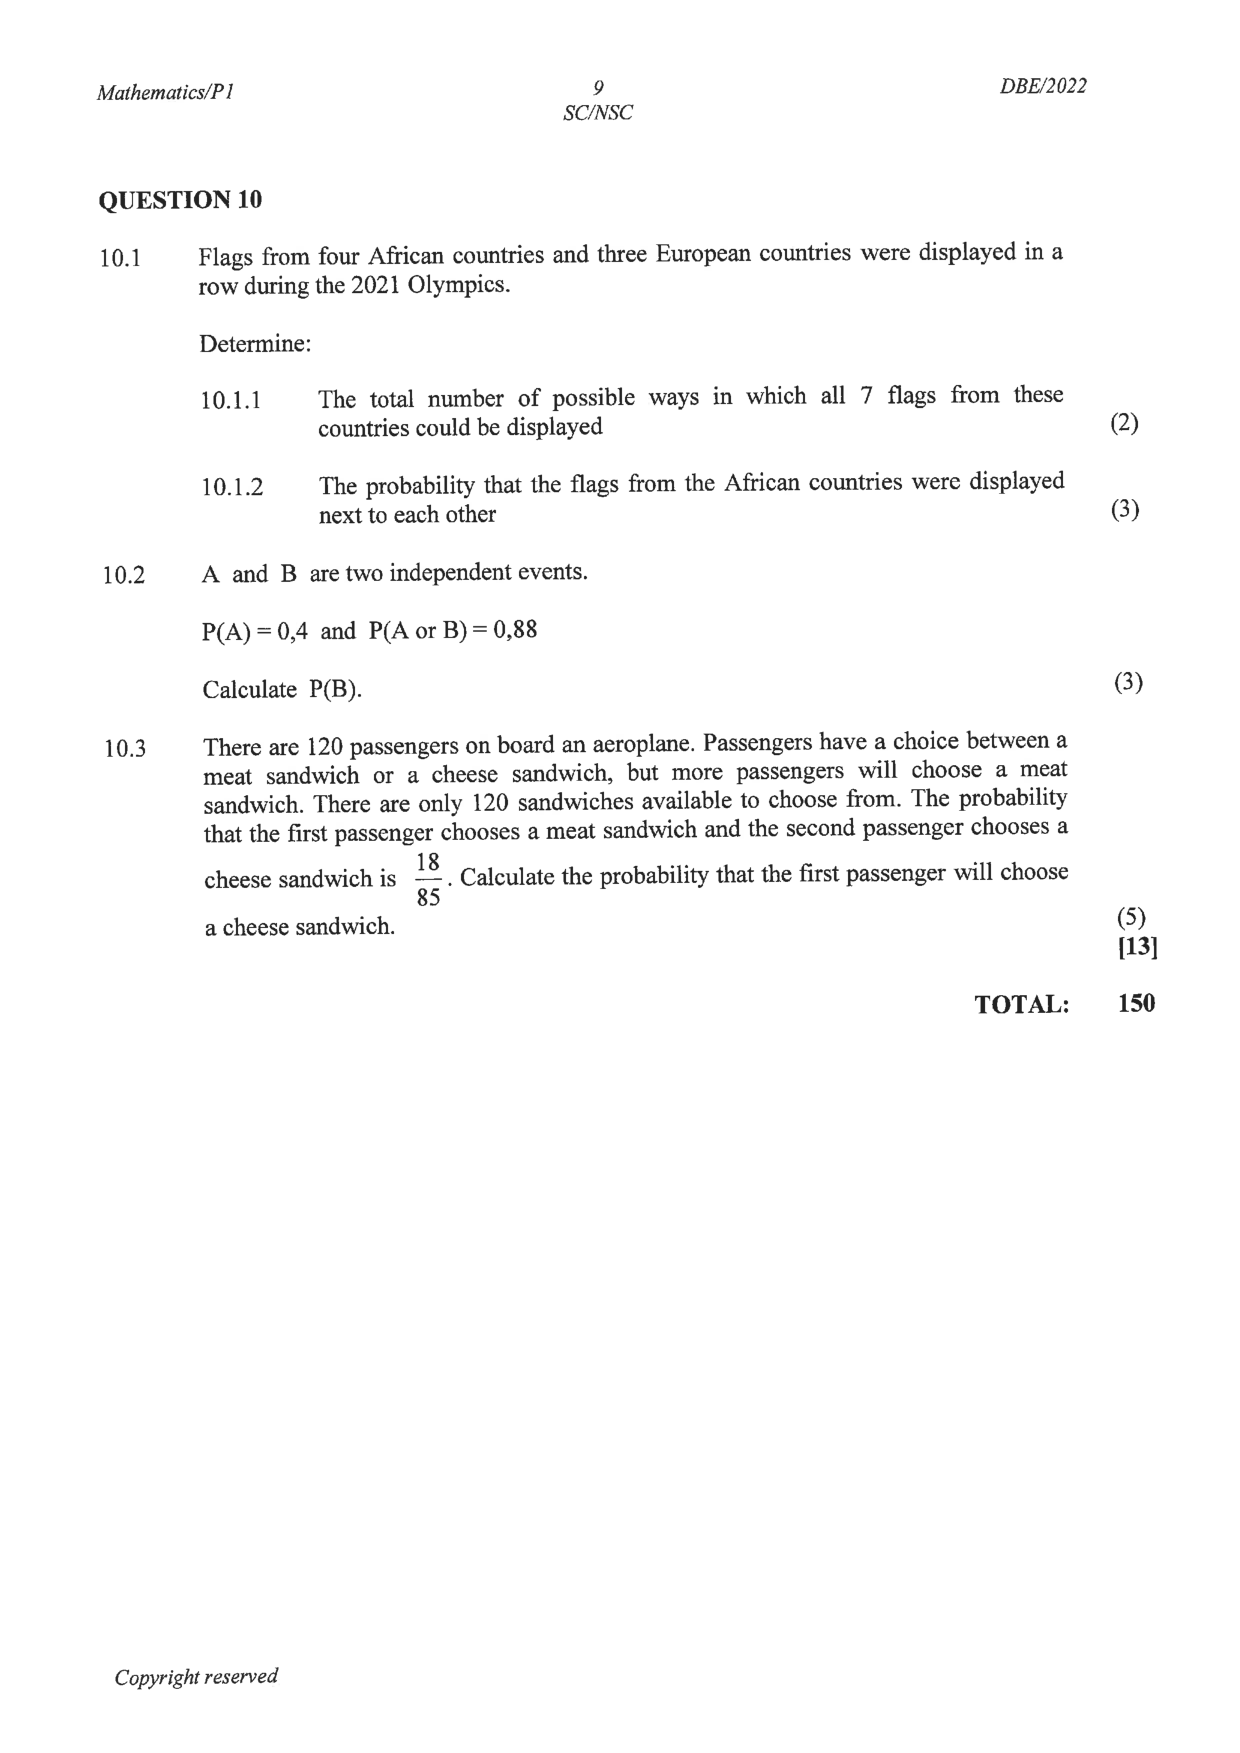 Mathematics/P1 9 DBE/2022
SC/NSC
QUESTION 10
10.1 Flags from four African countries and three European countries were displayed in a
row during the 2021 Olympics.
Determine:
10.1.1 The total number of possible ways in which all 7 flags from these
countries could be displayed (2)
10.1.2 The probability that the flags from the African countries were displayed
next to each other (3)
10.2 A and B are two independent events.
P(A) = 0,4 and P(A or B) = 0,88
Calculate P(B). (3)
10.3 There are 120 passengers on board an aeroplane. Passengers have a choice between a
meat sandwich or a cheese sandwich, but more passengers will choose a meat
sandwich. There are only 120 sandwiches available to choose from. The probability
that the first passenger chooses a meat sandwich and the second passenger chooses a
cheese sandwich is 18/85. Calculate the probability that the first passenger will choose
a cheese sandwich. (5)
[13]
TOTAL: 150
Copyright reserved